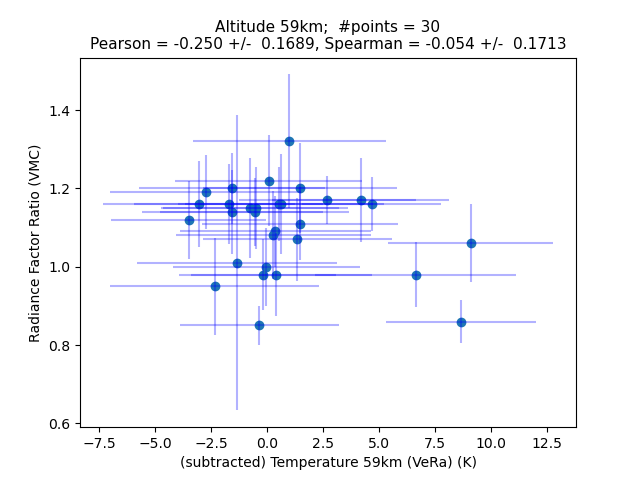 Altitude 59km;  #points = 30
Pearson = -0.250 +/-  0.1689, Spearman = -0.054 +/-  0.1713
1.4
1.2
1.0
0.8
0.6
Radiance Factor Ratio (VMC)
−7.5 −5.0 −2.5 0.0 2.5 5.0 7.5 10.0 12.5
(subtracted) Temperature 59km (VeRa) (K)